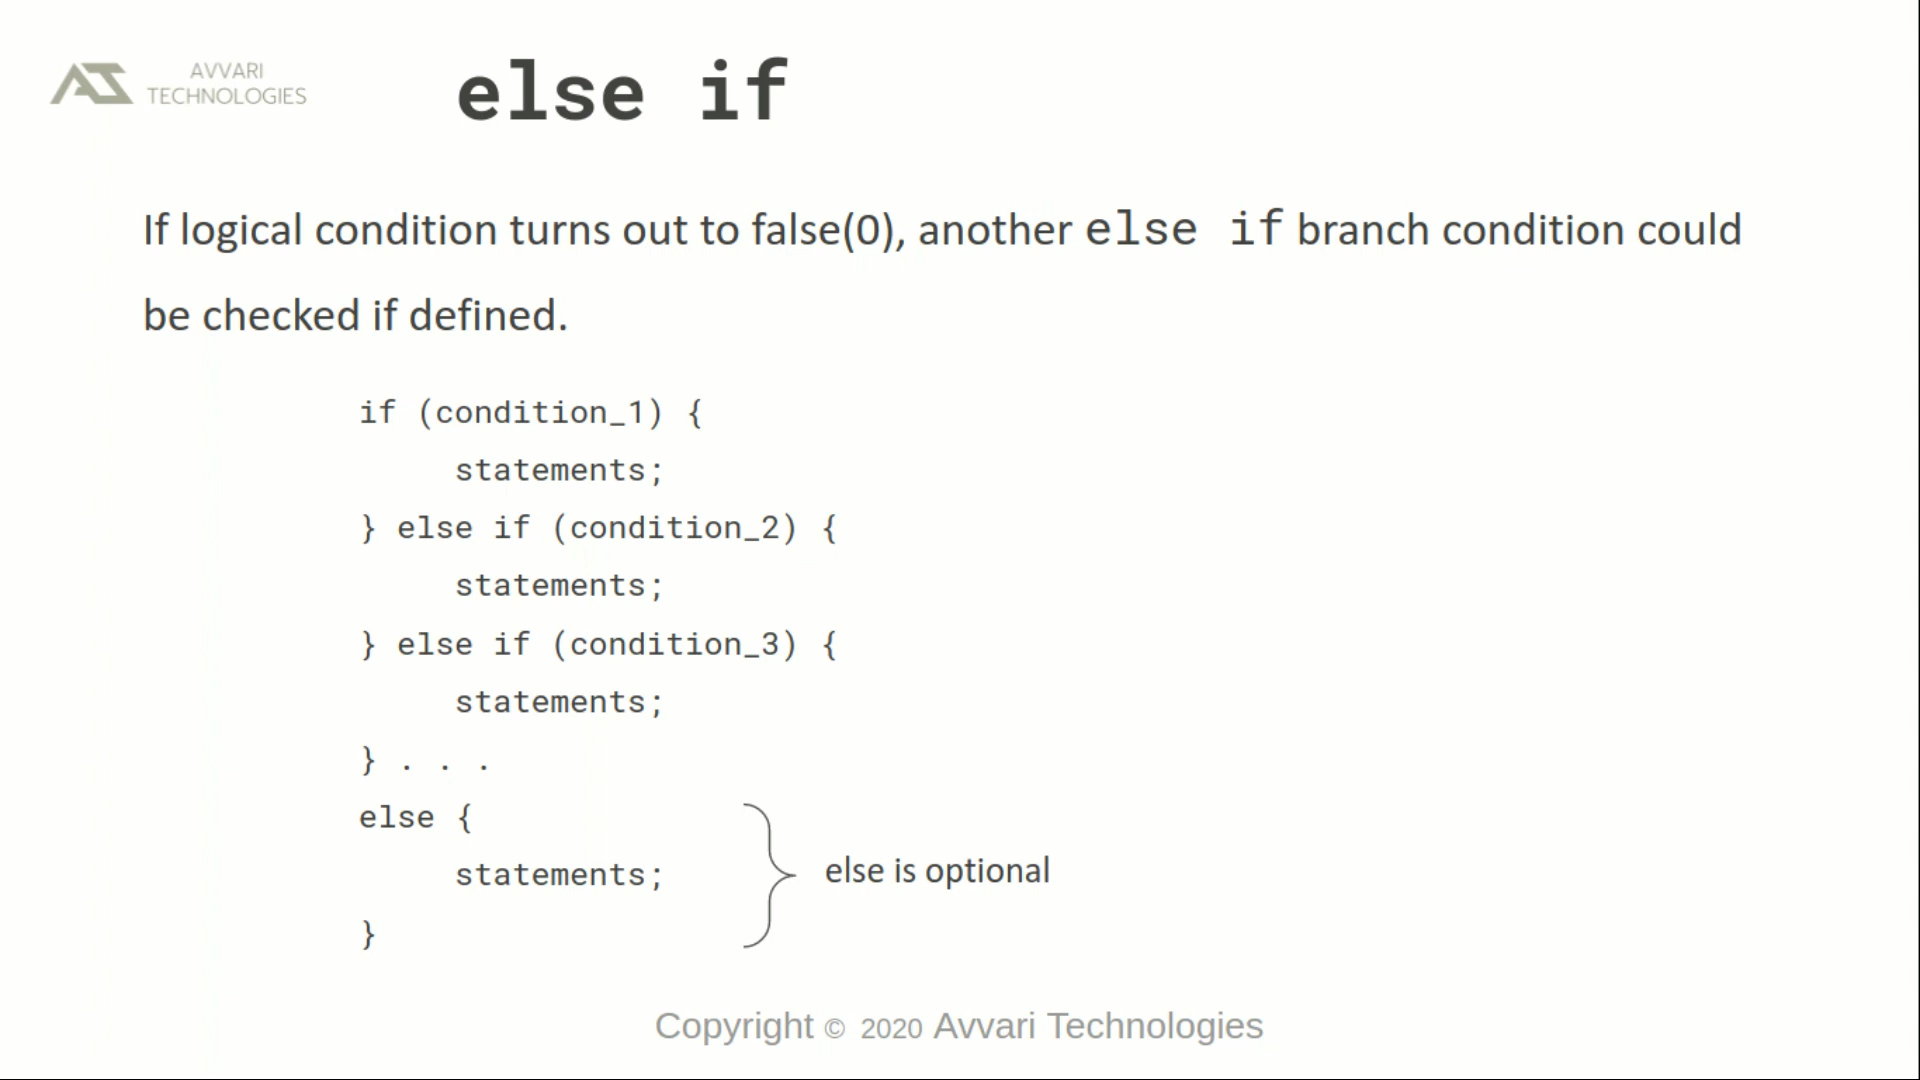 AVVARI
TECHNOLOGIES
else if
If logical condition turns out to false(0), another else if branch condition could
be checked if defined.
if (condition_1) {
statements;
} else if (condition_2) {
statements;
} else if (condition_3) {
statements;
} . . .
else {
statements;
}
else is optional
Copyright © 2020 Avvari Technologies